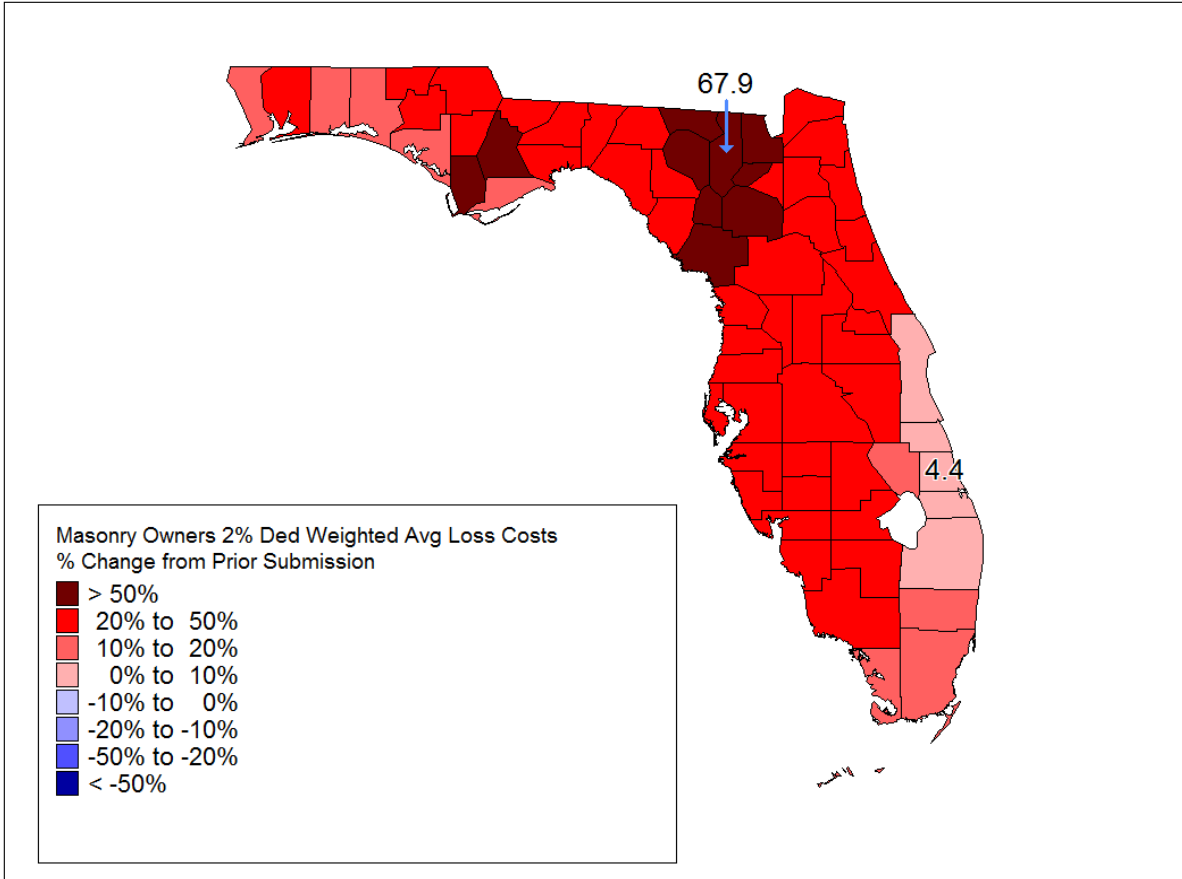 67.9
4.4
Masonry Owners 2% Ded Weighted Avg Loss Costs
% Change from Prior Submission
> 50%
20% to 50%
10% to 20%
0% to 10%
-10% to 0%
-20% to -10%
-50% to -20%
< -50%